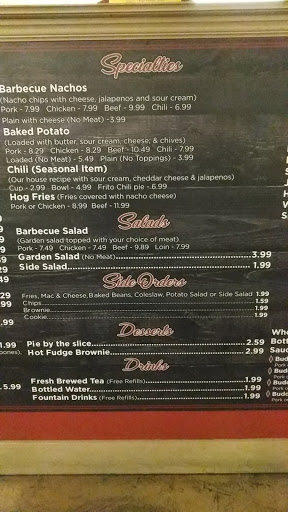 Specialties
Barbecue Nachos
(Nacho chips with cheese, jalapenos and sour cream)
Pork - 7.99 Chicken - 7.99 Beef - 9.99 Chili - 6.99
Plain with cheese (No Meat) -3.99
Baked Potato
(Loaded with butter, sour cream, cheese, & chives)
Pork - 8.29 Chicken - 8.29 Beef - 10.49 Chili - 7.99
Loaded (No Meat) - 5.49 Plain (No Toppings) - 3.99
Chili (Seasonal Item)
(Our house recipe with sour cream, cheddar cheese & jalapenos)
Cup - 2.99 Bowl - 4.99 Frito Chili pie - 6.99
Hog Fries (Fries covered with nacho cheese)
Pork or Chicken - 8.99 Beef - 11.99
Salads
Barbecue Salad
(Garden salad topped with your choice of meat)
Pork - 7.49 Chicken - 7.49 Beef - 9.89 Loin - 7.99
Garden Salad (No Meat) 3.99
Side Salad 1.99
Side Orders
Fries, Mac & Cheese, Baked Beans, Coleslaw, Potato Salad or Side Salad 1.99
Chips 1.59
Brownie 1.99
Cookie 1.99
Desserts
Pie by the slice 2.59
Hot Fudge Brownie 2.99
Drinks
Fresh Brewed Tea (Free Refills) 1.99
Bottled Water 1.99
Fountain Drinks (Free Refills) 1.99